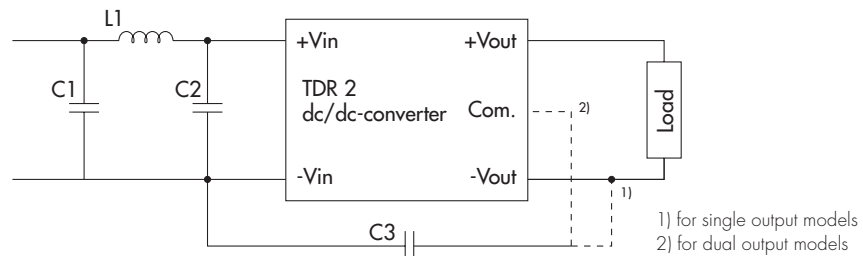 L1
+Vin
+Vout
C1
C2
TDR 2
dc/dc-converter
Com.
2)
Load
-Vin
-Vout
1)
C3
1) for single output models
2) for dual output models